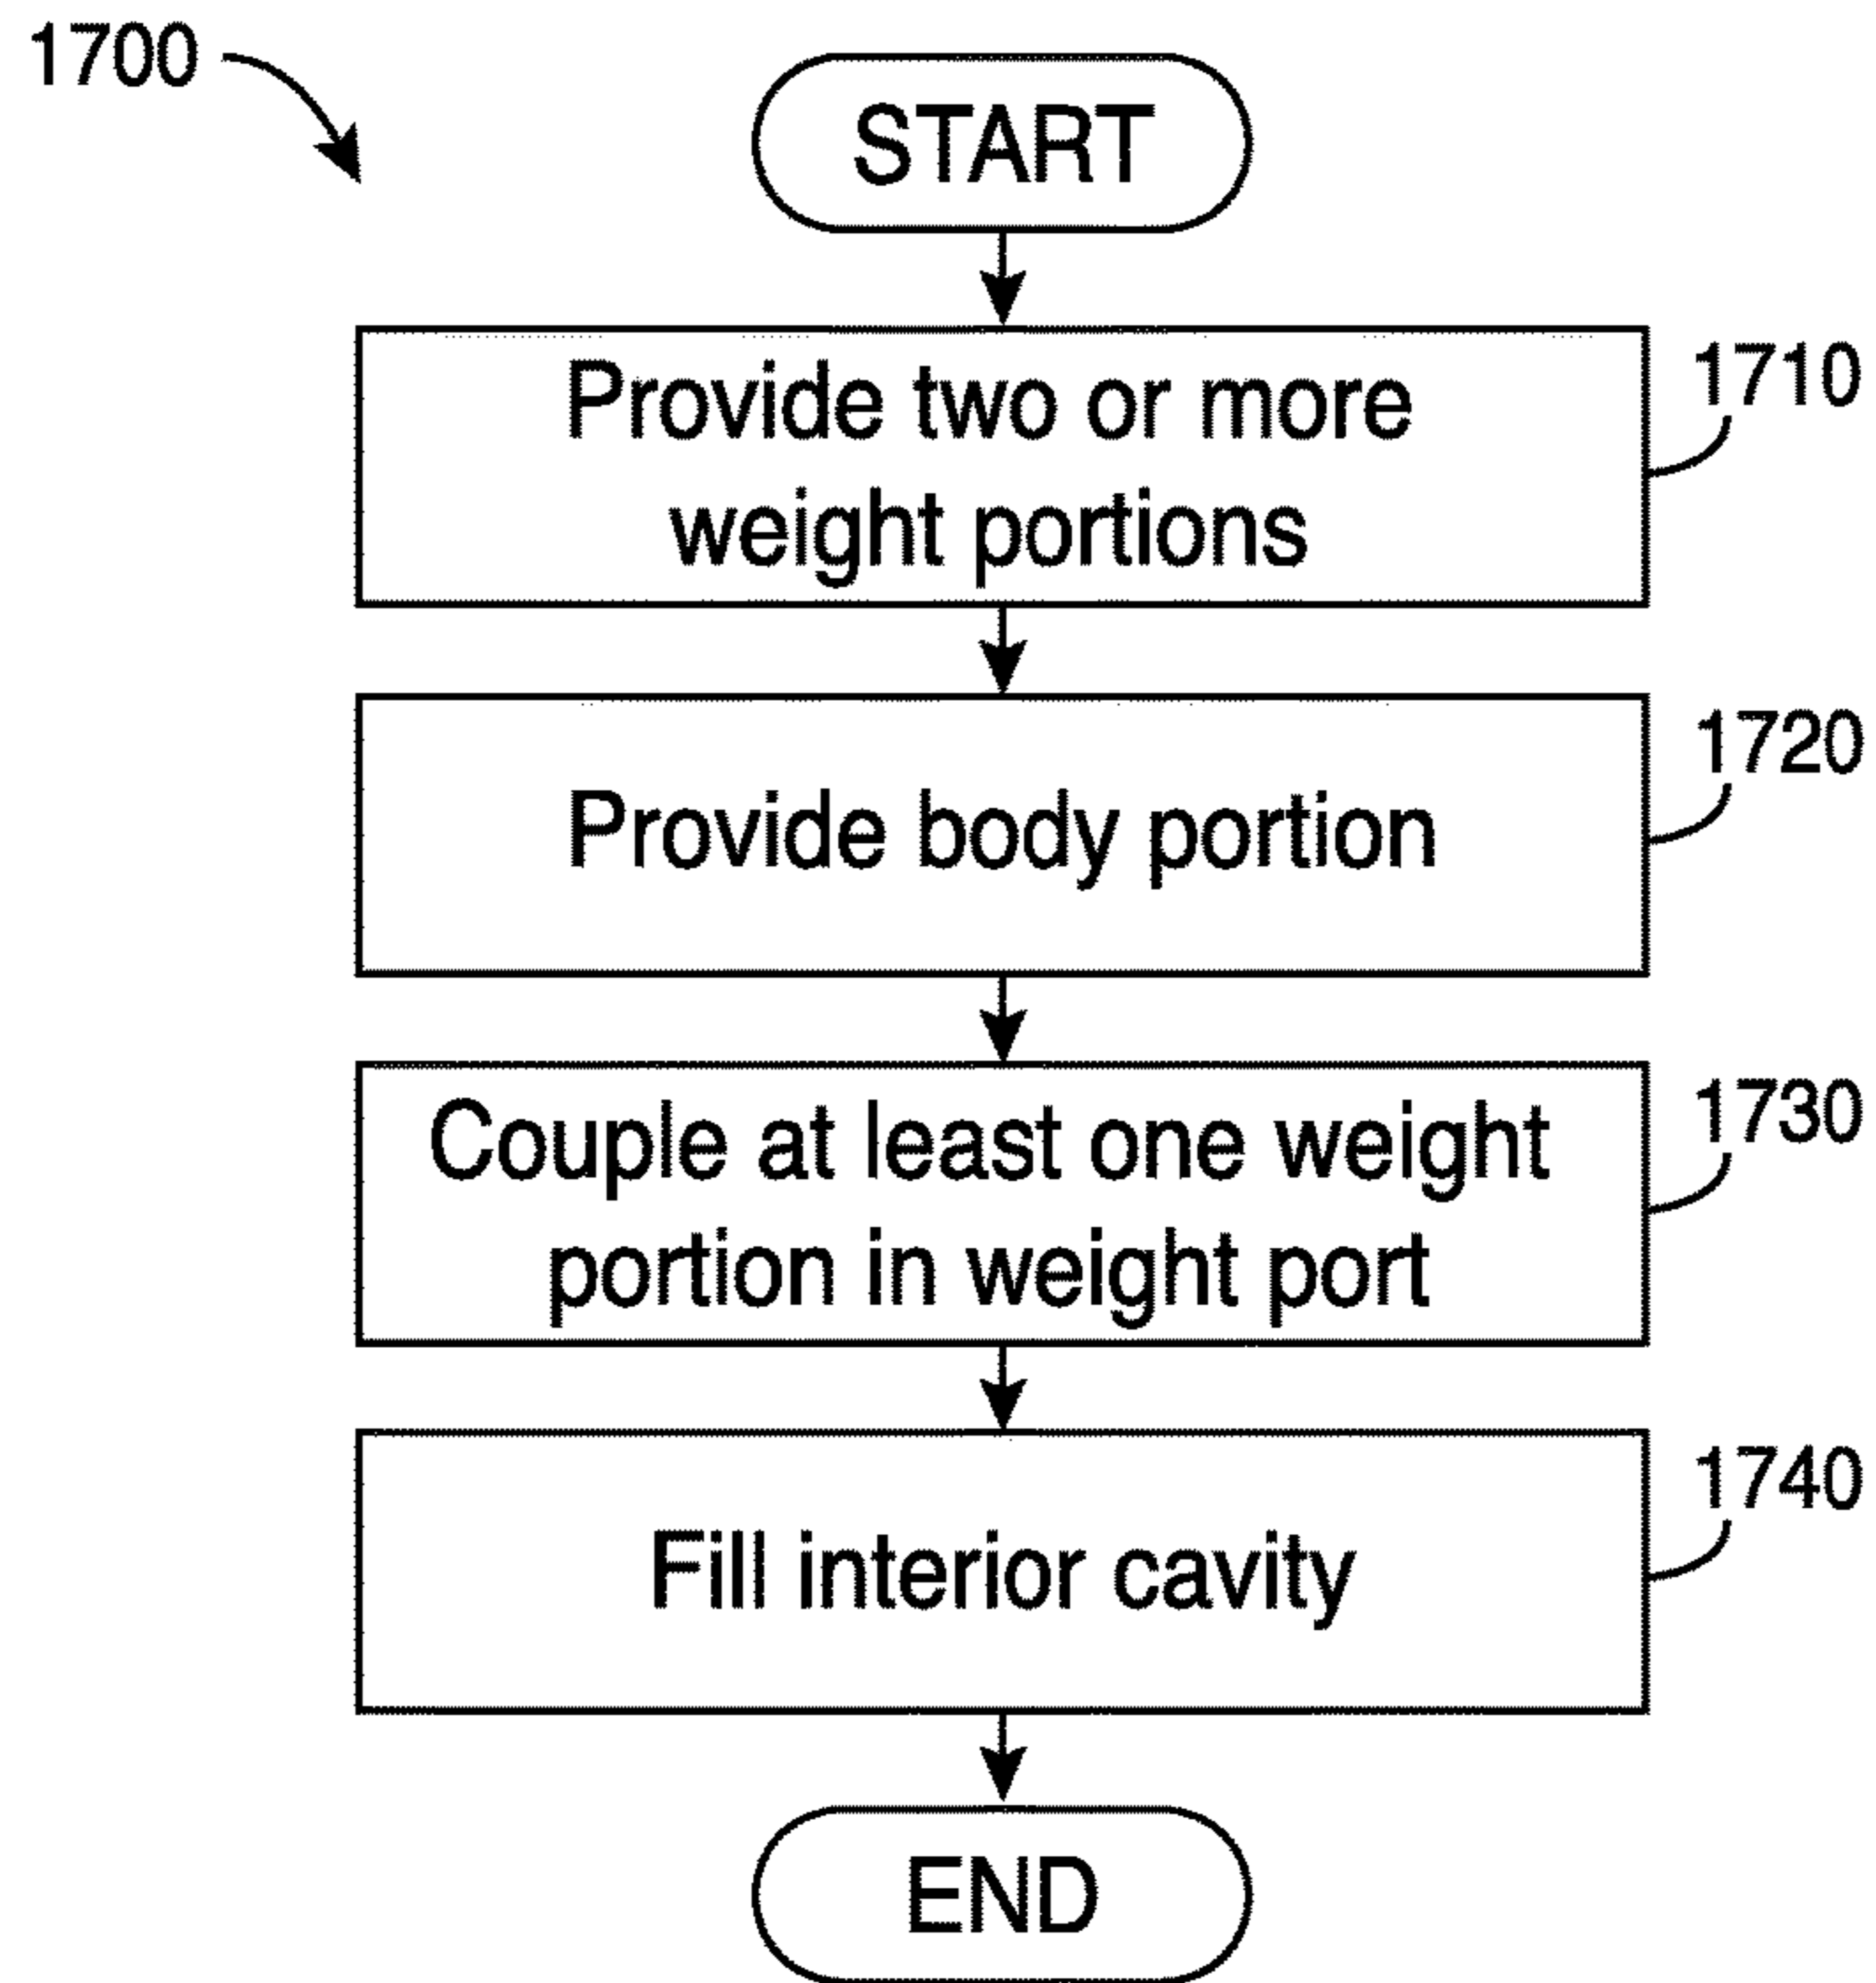 1700
START
Provide two or more
weight portions
1710
Provide body portion
1720
Couple at least one weight
portion in weight port
1730
Fill interior cavity
1740
END